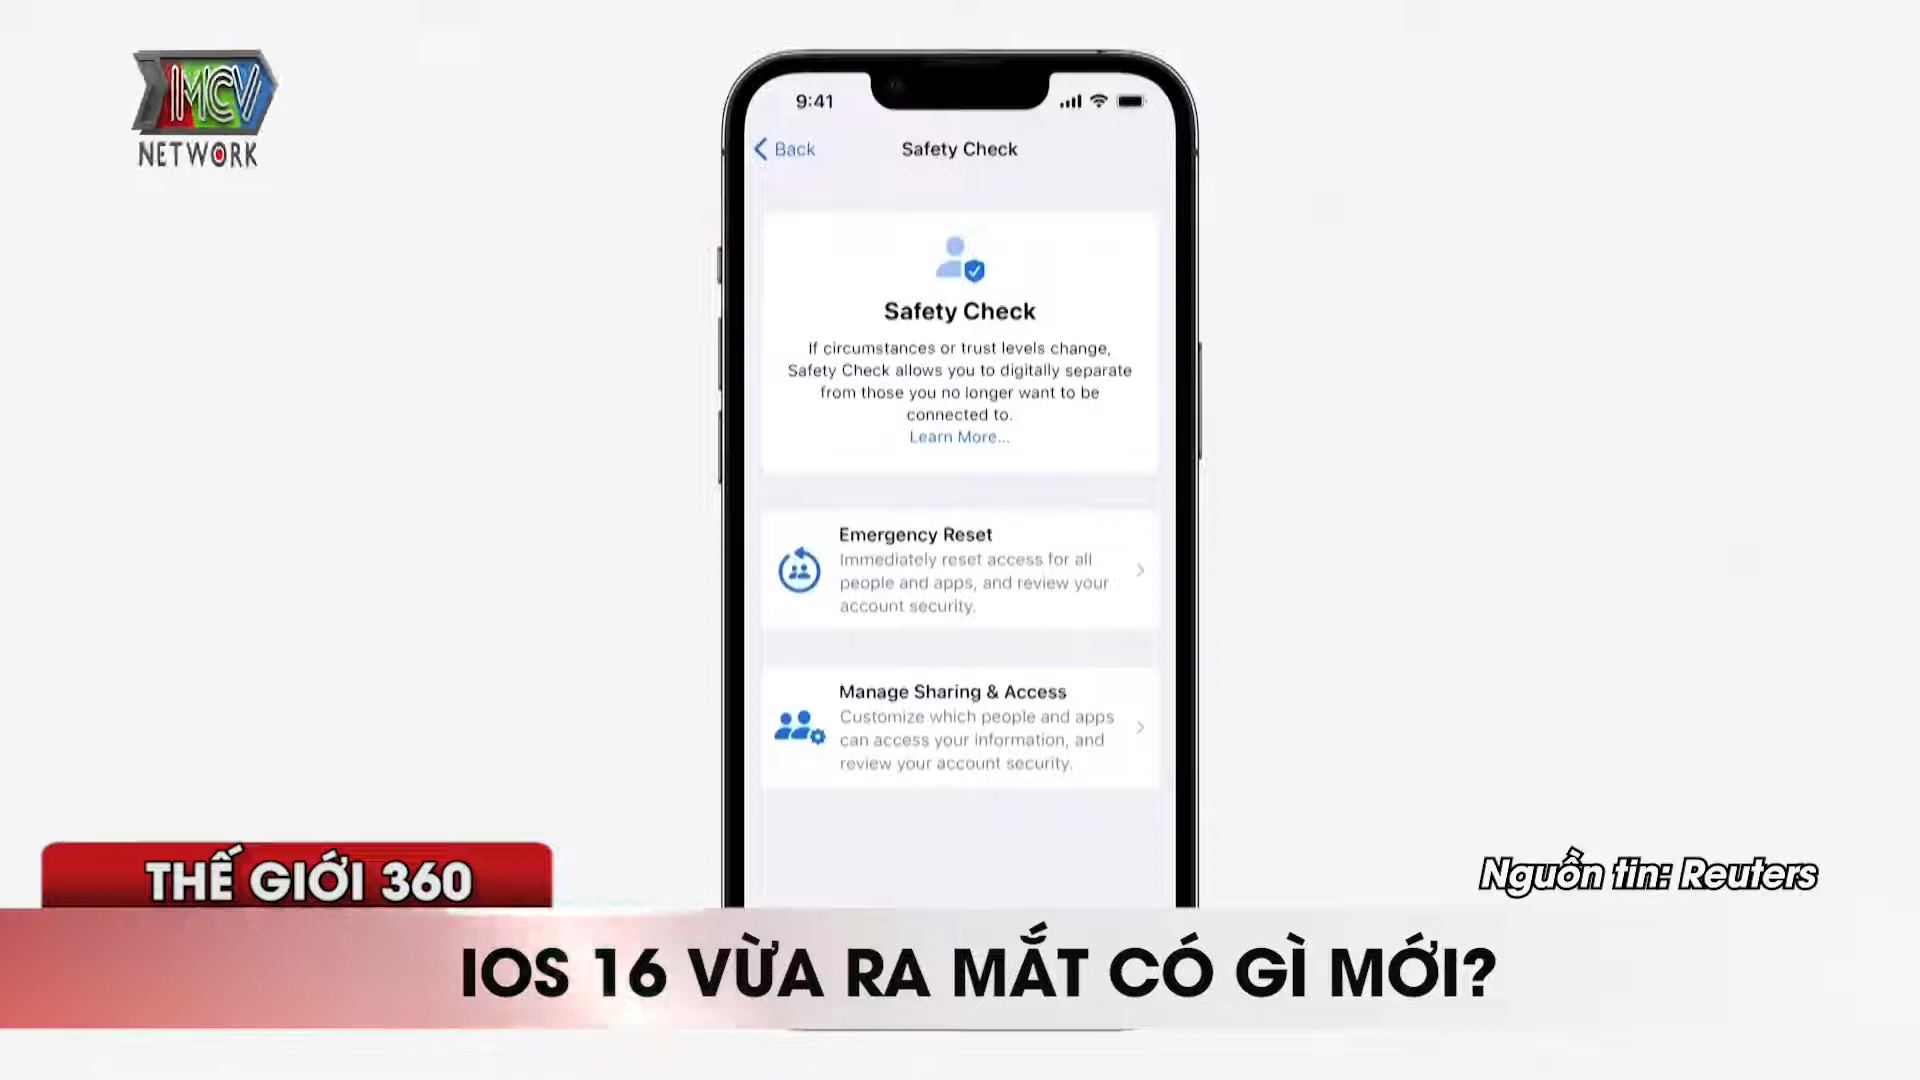 MCV
NETWORK
9:41
Back
Safety Check
Safety Check
If circumstances or trust levels change,
Safety Check allows you to digitally separate
from those you no longer want to be
connected to.
Learn More...
Emergency Reset
Immediately reset access for all
people and apps, and review your
account security.
Manage Sharing & Access
Customize which people and apps
can access your information, and
review your account security.
THẾ GIỚI 360
Nguồn tin: Reuters
IOS 16 VỪA RA MẮT CÓ GÌ MỚI?